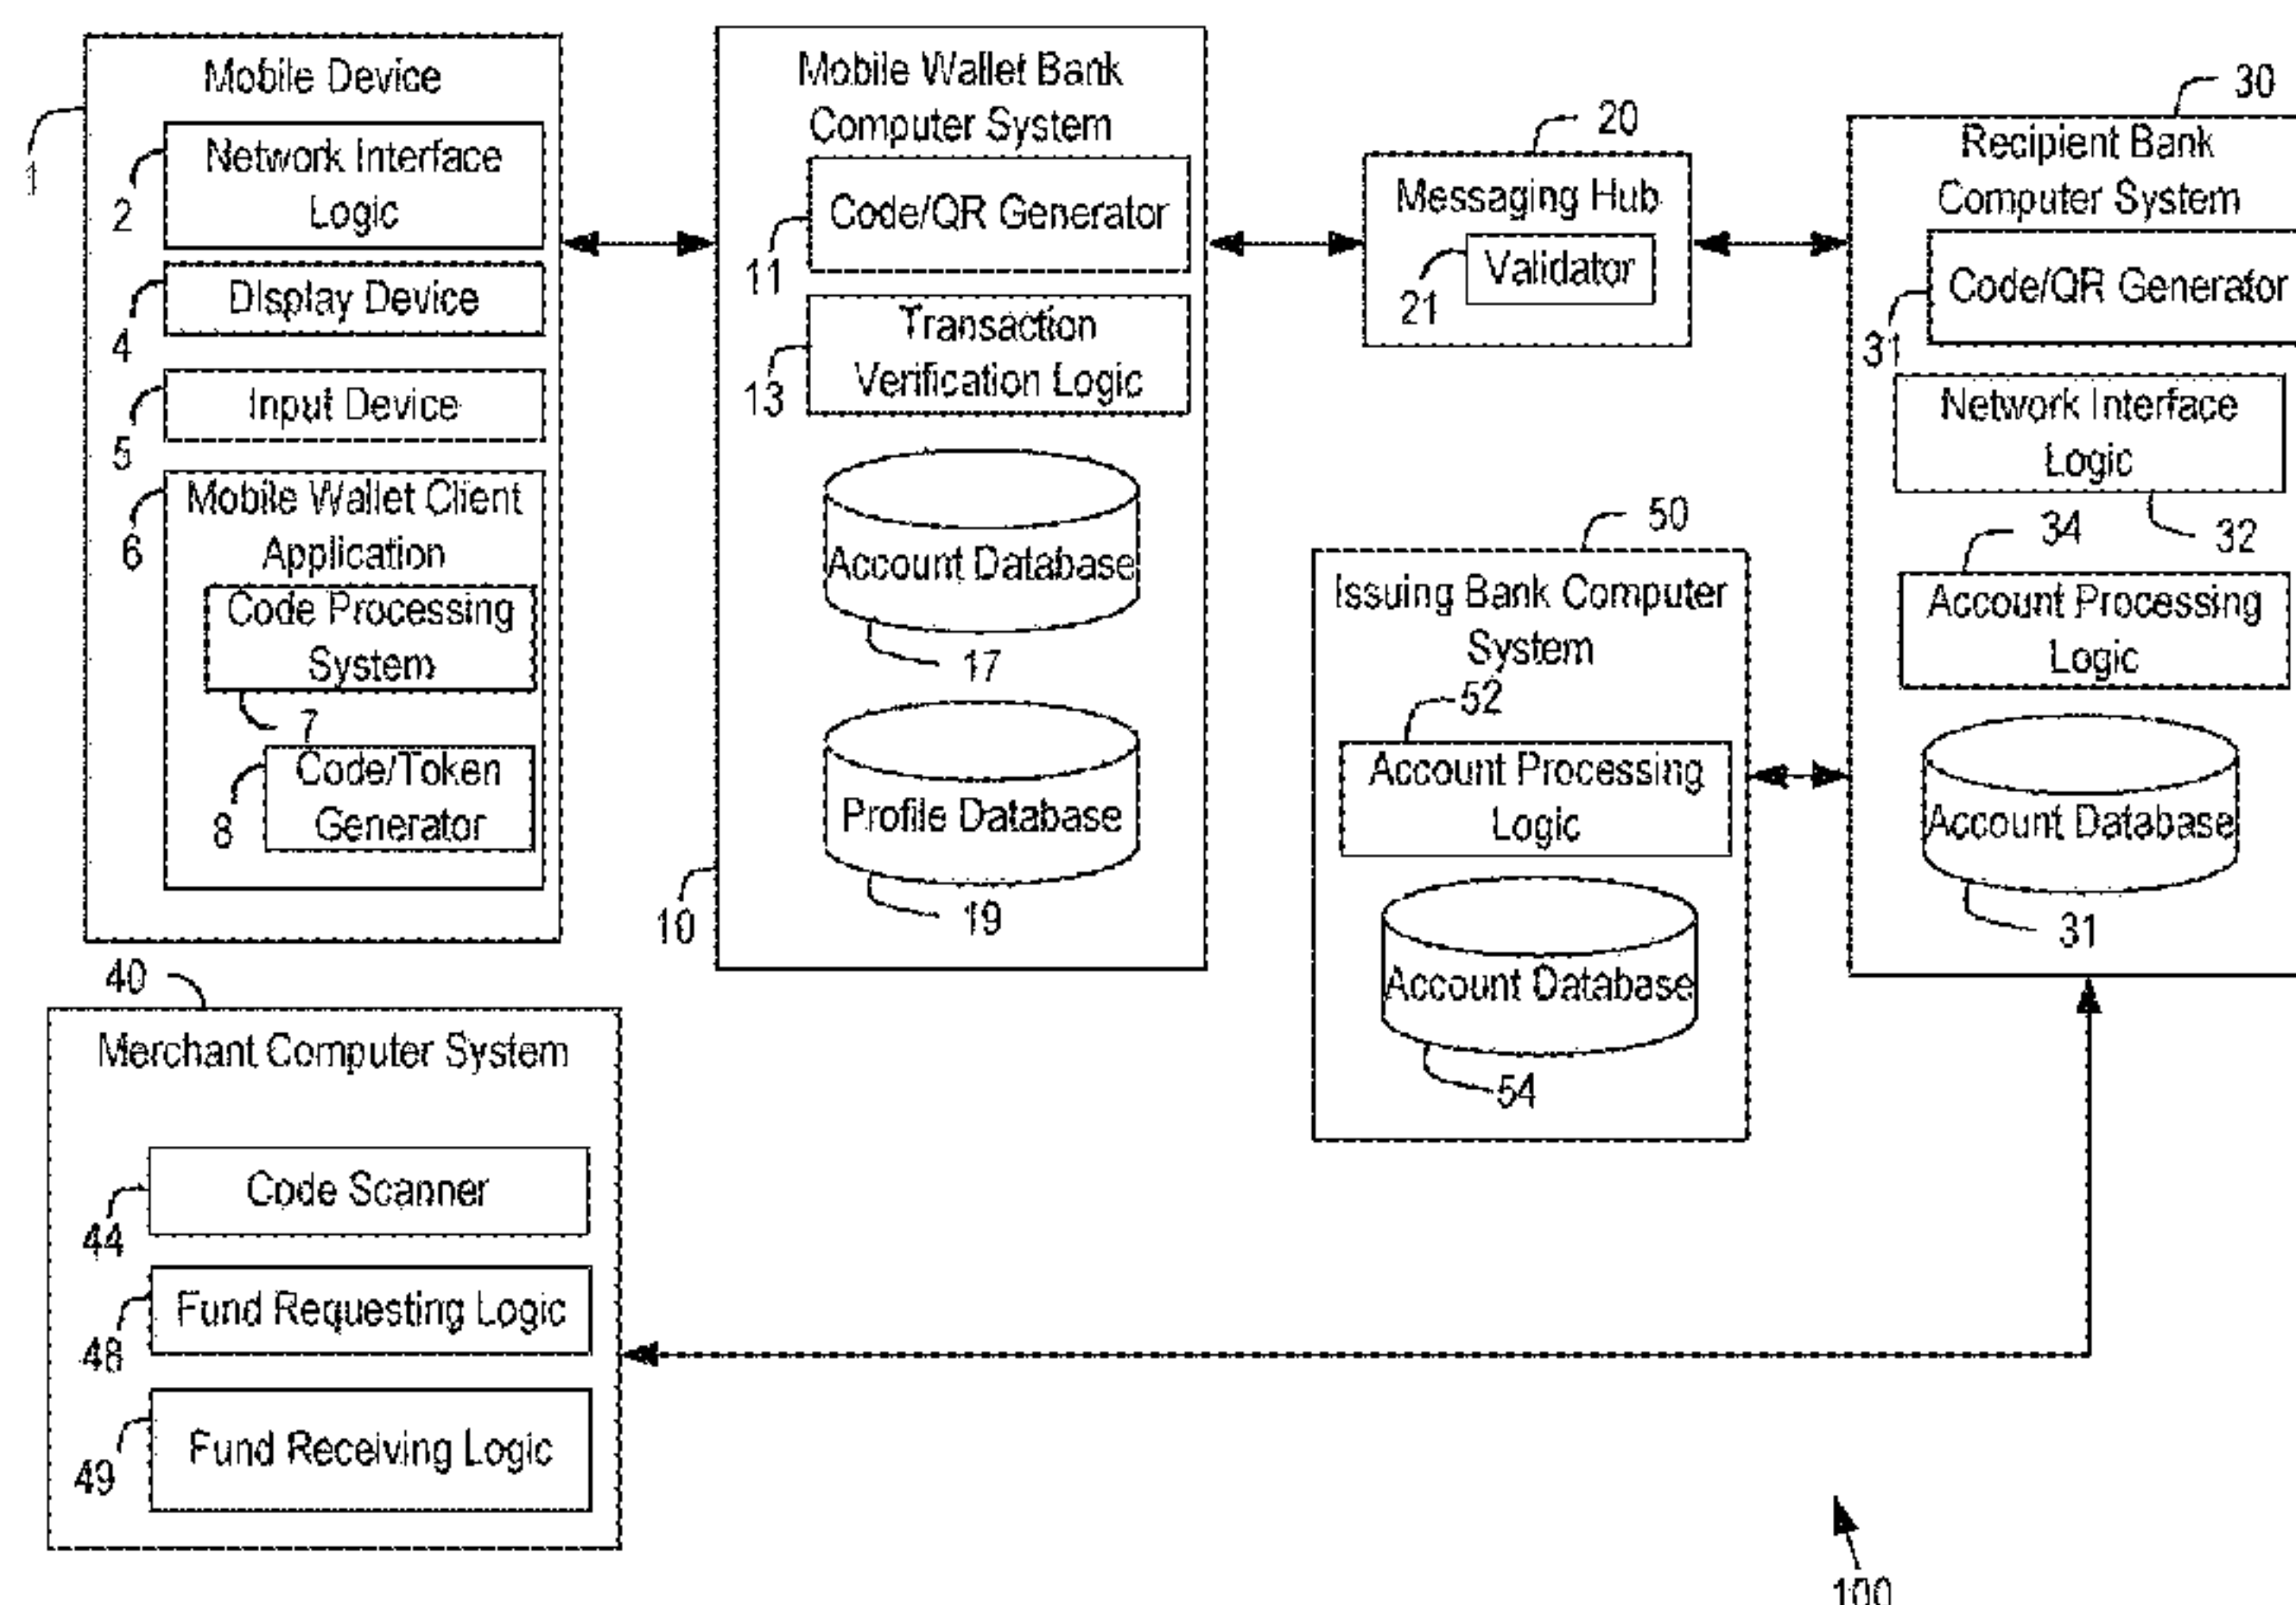 Mobile Device
1
Network Interface
Logic
2
DIsplay Device
4
Input Device
5
Mobile Wallet Client
Application
6
Code Processing
System
7
Code/Token
Generator
8
Mobile Wallet Bank
Computer System
Code/QR Generator
11
Transaction
Verification Logic
13
Account Database
17
Profile Database
19
10
20
Messaging Hub
Validator
21
30
Recipient Bank
Computer System
Code/QR Generator
31
Network Interface
Logic
32
34
Account Processing
Logic
Account Database
31
50
Issuing Bank Computer
System
52
Account Processing
Logic
Account Database
54
40
Merchant Computer System
Code Scanner
44
Fund Requesting Logic
48
Fund Receiving Logic
49
100